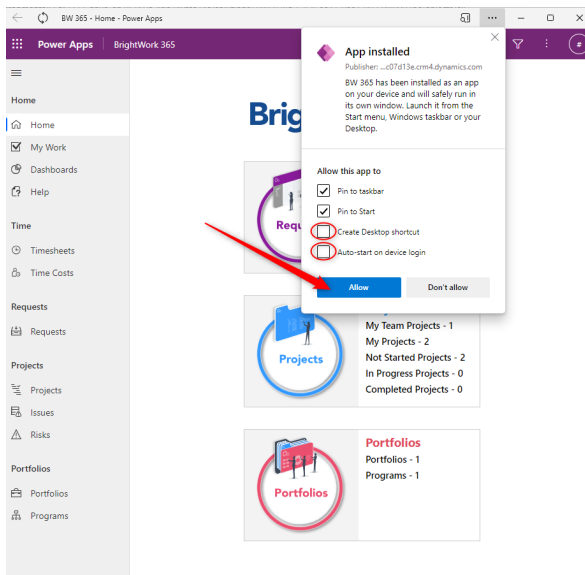 BW 365 - Home - Power Apps
Power Apps
BrightWork 365
#
Home
Home
My Work
Dashboards
Help
Time
Timesheets
Time Costs
Requests
Requests
Projects
Projects
Issues
Risks
Portfolios
Portfolios
Programs
App installed
Publisher: ...c07d13e.crm4.dynamics.com
BW 365 has been installed as an app
on your device and will safely run in
its own window. Launch it from the
Start menu, Windows taskbar or your
Desktop.
Allow this app to
Pin to taskbar
Pin to Start
Create Desktop shortcut
Auto-start on device login
Allow
Don't allow
Projects
My Team Projects - 1
My Projects - 2
Not Started Projects - 2
In Progress Projects - 0
Completed Projects - 0
Portfolios
Portfolios
Portfolios - 1
Programs - 1